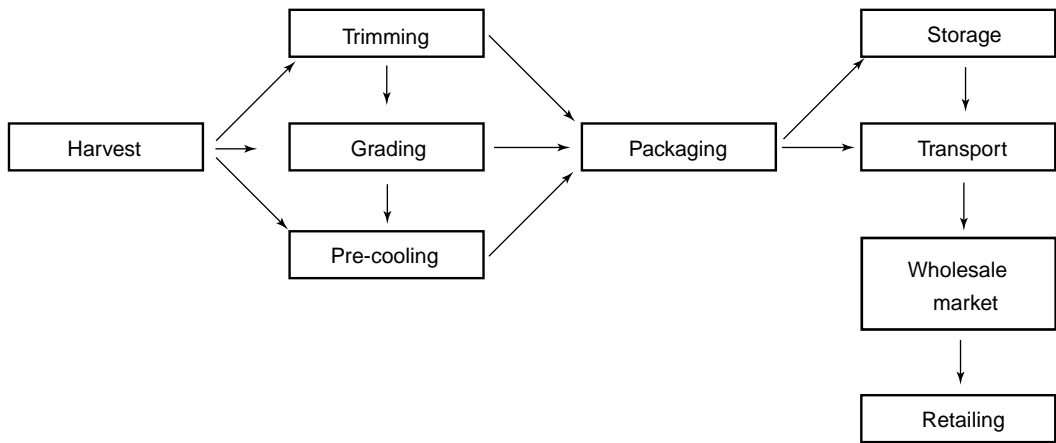 Harvest
Trimming
Grading
Pre-cooling
Packaging
Storage
Transport
Wholesale
market
Retailing